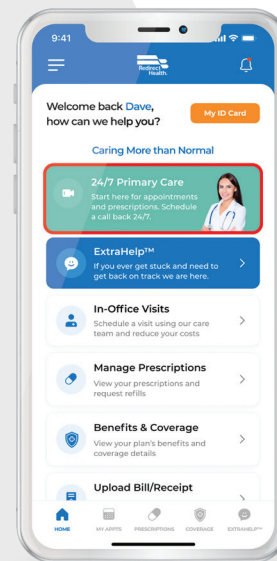 9:41
Redirect
Health.
Welcome back Dave,
how can we help you?
My ID Card
Caring More than Normal
24/7 Primary Care
Start here for appointments
and prescriptions. Schedule
a call back 24/7.
ExtraHelp™
If you ever get stuck and need to
get back on track we are here.
In-Office Visits
Schedule a visit using our care
team and reduce your costs
Manage Prescriptions
View your prescriptions and
request refills
Benefits & Coverage
View your plan's benefits and
coverage details
Upload Bill/Receipt
HOME
MY APPTS
PRESCRIPTIONS
COVERAGE
EXTRAHELP™